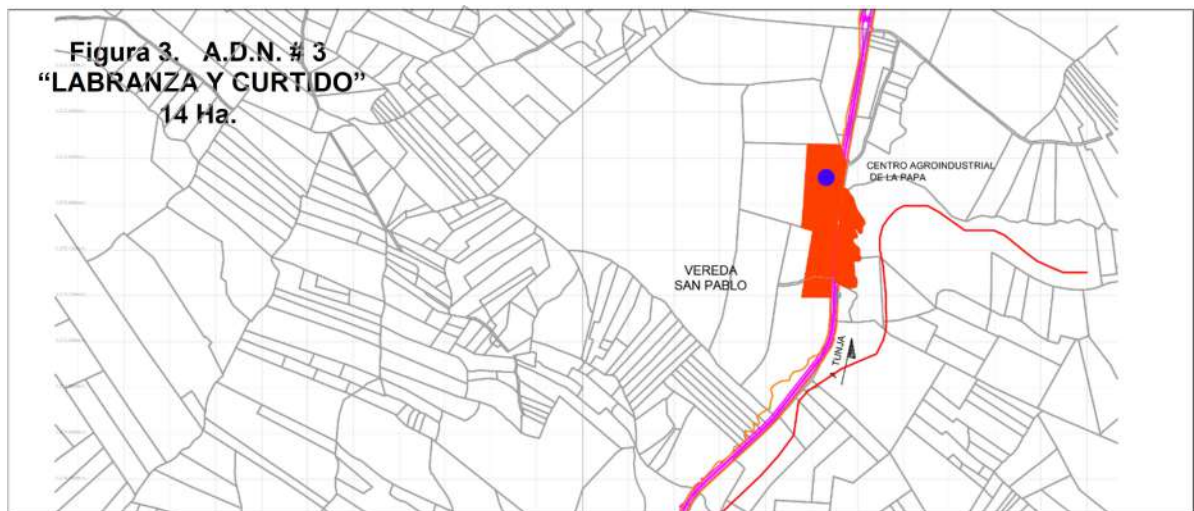 Figura 3. A.D.N. # 3
“LABRANZA Y CURTIDO”
14 Ha.
CENTRO AGROINDUSTRIAL
DE LA PAPA
VEREDA
SAN PABLO
A TUNJA